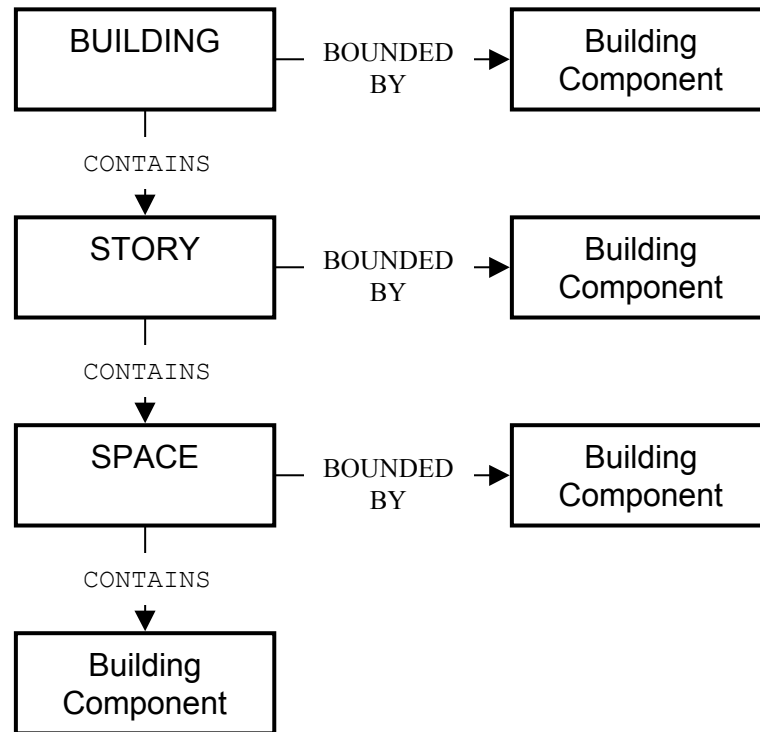 BUILDING
BOUNDED
BY
Building
Component
CONTAINS
STORY
BOUNDED
BY
Building
Component
CONTAINS
SPACE
BOUNDED
BY
Building
Component
CONTAINS
Building
Component